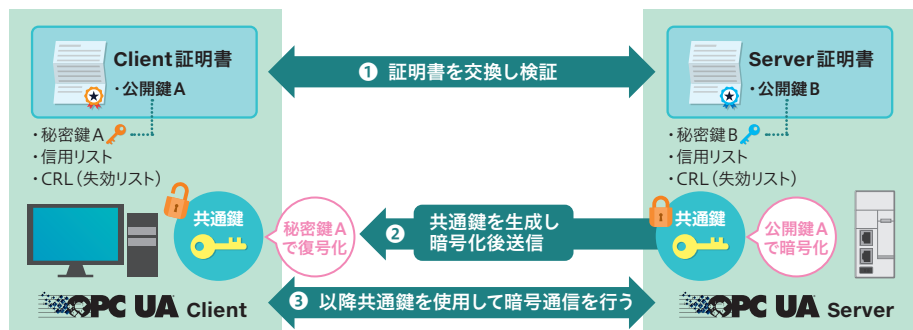 Client証明書
・公開鍵A
・秘密鍵A
・信用リスト
・CRL（失効リスト）
❶ 証明書を交換し検証
Server証明書
・公開鍵B
・秘密鍵B
・信用リスト
・CRL（失効リスト）
共通鍵
秘密鍵A
で復号化
❷ 共通鍵を生成し
暗号化後送信
共通鍵
公開鍵A
で暗号化
OPC UA Client
❸ 以降共通鍵を使用して暗号通信を行う
OPC UA Server